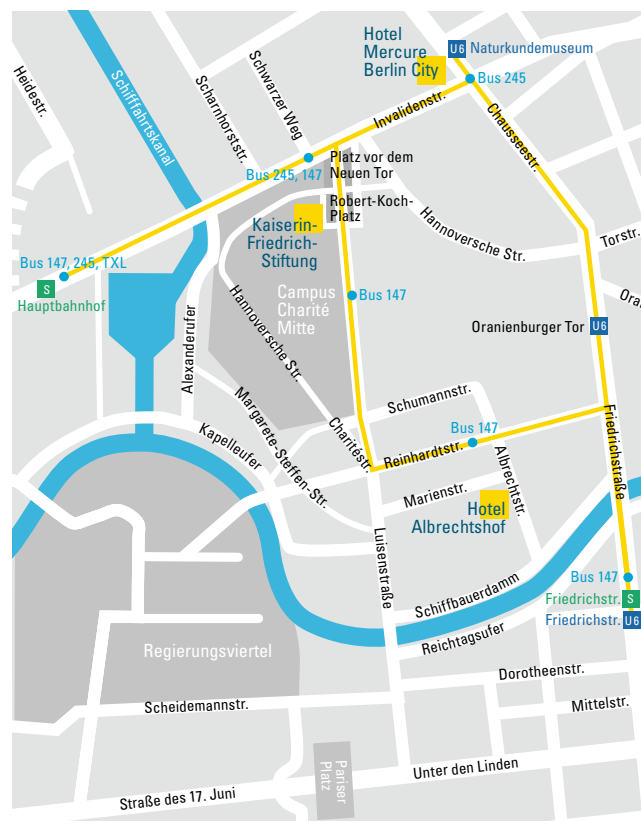 Hotel
Mercure
Berlin City
U6 Naturkundemuseum
Bus 245
Heidestr.
Schifffahrtskanal
Scharnhorststr.
Schwarzer Weg
Invalidenstr.
Chausseestr.
Platz vor dem
Neuen Tor
Bus 245, 147
Robert-Koch-
Platz
Kaiserin-
Friedrich-
Stiftung
Hannoversche Str.
Torstr.
Bus 147, 245, TXL
S
Hauptbahnhof
Campus
Charité
Mitte
Bus 147
Oran
Oranienburger Tor U6
Hannoversche Str.
Alexanderufer
Margarete-Steffen-Str.
Kapelleufer
Charitéstr.
Schumannstr.
Bus 147
Reinhardtstr.
Friedrichstraße
Albrechtstr.
Marienstr.
Hotel
Albrechtshof
Luisenstraße
Bus 147
Friedrichstr. S
Friedrichstr. U6
Schiffbauerdamm
Reichtagsufer
Regierungsviertel
Dorotheenstr.
Scheidemannstr.
Mittelstr.
Pariser
Platz
Unter den Linden
Straße des 17. Juni